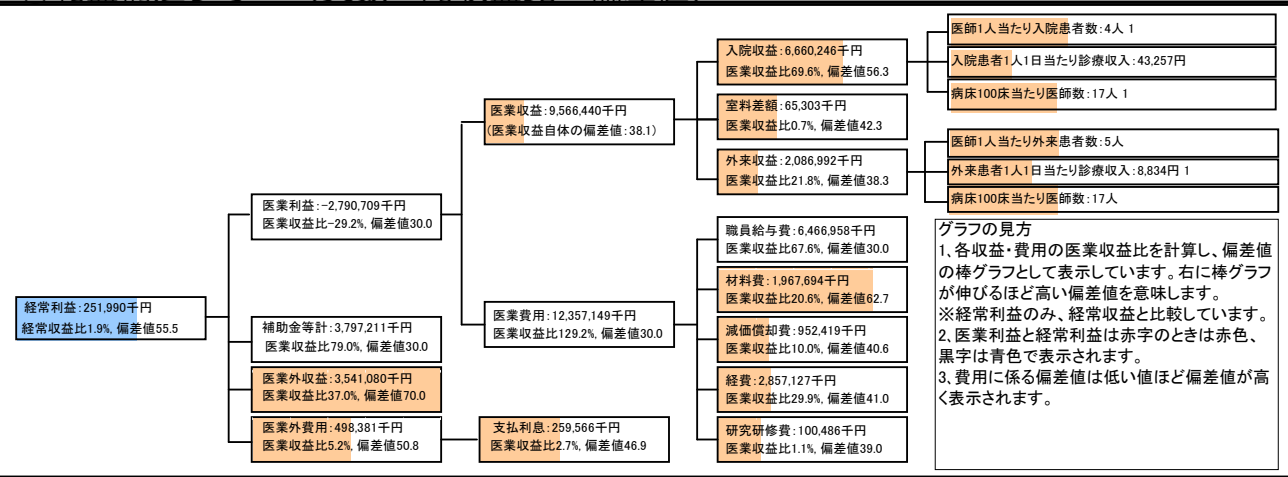 経常利益:251,990千円
経常収支比1.9%, 偏差値55.5
医業利益:-2,790,709千円
医業収益比-29.2%, 偏差値30.0
補助金等計:3,797,211千円
医業収益比79.0%, 偏差値30.0
医業外収益:3,541,080千円
医業収益比37.0%, 偏差値70.0
医業外費用:498,381千円
医業収益比5.2%, 偏差値50.8
医業収益:9,566,440千円
(医業収益自体の偏差値:38.1)
医業費用:12,357,149千円
医業収益比129.2%, 偏差値30.0
支払利息:259,566千円
医業収益比2.7%, 偏差値46.9
入院収益:6,660,246千円
医業収益比69.6%, 偏差値56.3
室料差額:65,303千円
医業収益比0.7%, 偏差値42.3
外来収益:2,086,992千円
医業収益比21.8%, 偏差値38.3
職員給与費:6,466,958千円
医業収益比67.6%, 偏差値30.0
材料費:1,967,694千円
医業収益比20.6%, 偏差値62.7
減価償却費:952,419千円
医業収益比10.0%, 偏差値40.6
経費:2,857,127千円
医業収益比29.9%, 偏差値41.0
研究研修費:100,486千円
医業収益比1.1%, 偏差値39.0
医師1人当たり入院患者数:4人 1
入院患者1人1日当たり診療収入:43,257円
病床100床当たり医師数:17人 1
医師1人当たり外来患者数:5人
外来患者1人1日当たり診療収入:8,834円 1
病床100床当たり医師数:17人
グラフの見方
1、各収益・費用の医業収益比を計算し、偏差値
の棒グラフとして表示しています。右に棒グラフ
が伸びるほど高い偏差値を意味します。
※経常利益のみ、経常収益と比較しています。
2、医業利益と経常利益は赤字のときは赤色、
黒字は青色で表示されます。
3、費用に係る偏差値は低い値ほど偏差値が高
く表示されます。